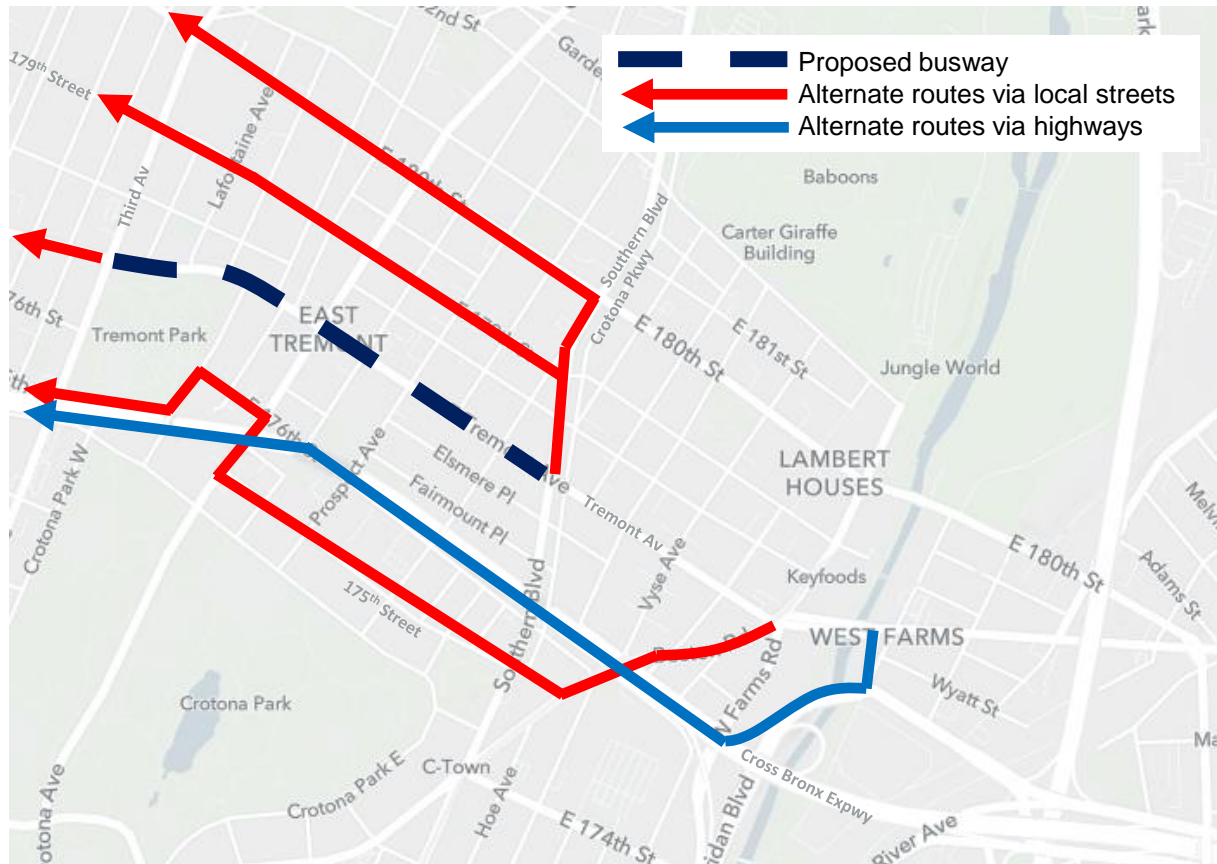 Proposed busway
Alternate routes via local streets
Alternate routes via highways
179th Street
Lafontaine Ave
Third Av
Baboons
Carter Giraffe
Building
Southern Blvd
Crotona Pkwy
EAST
TREMONT
Tremont Park
E 181st St
E 180th St
Jungle World
E 176th St
Prospect Ave
Elsmere Pl
Fairmount Pl
Tremont Av
LAMBERT
HOUSES
Crotona Park W
Vyse Ave
Keyfoods
E 180th St
Adams St
175th Street
Southern Blvd
WEST FARMS
Wyatt St
Crotona Park
C-Town
Crotona Park E
Hoe Ave
Cross Bronx Expwy
E 174th St
River Ave